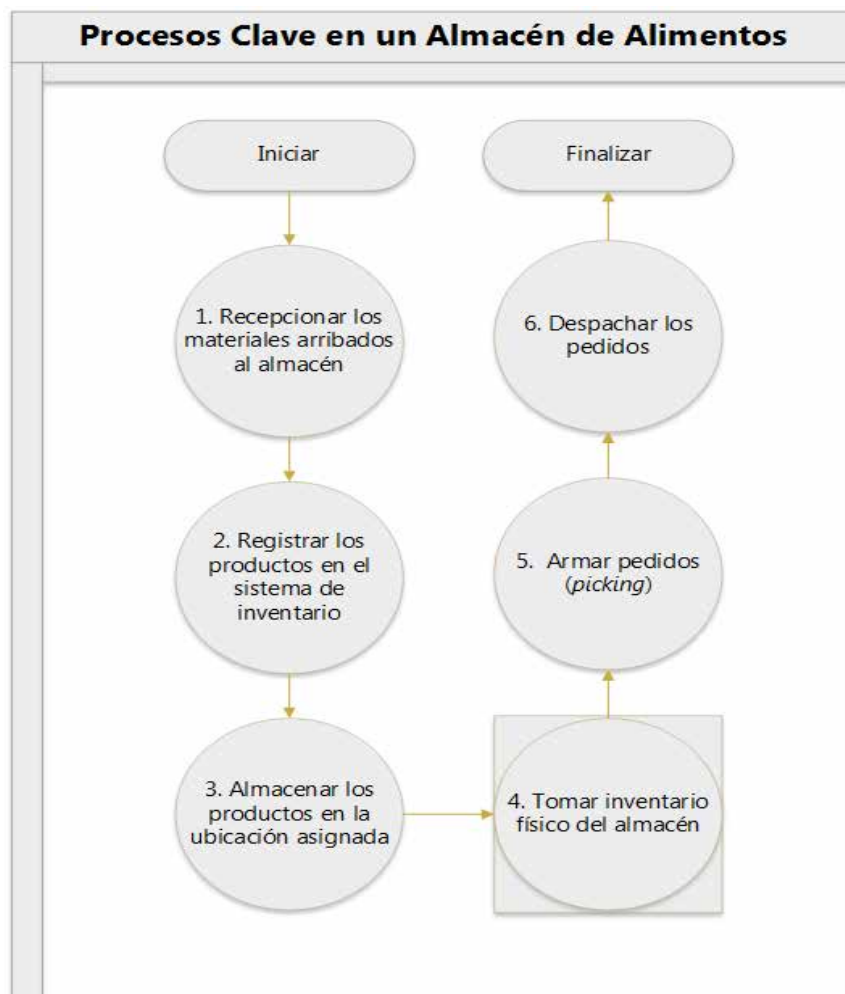 Procesos Clave en un Almacén de Alimentos
Iniciar
1. Recepcionar los
materiales arribados
al almacén
2. Registrar los
productos en el
sistema de
inventario
3. Almacenar los
productos en la
ubicación asignada
4. Tomar inventario
físico del almacén
5. Armar pedidos
(picking)
6. Despachar los
pedidos
Finalizar